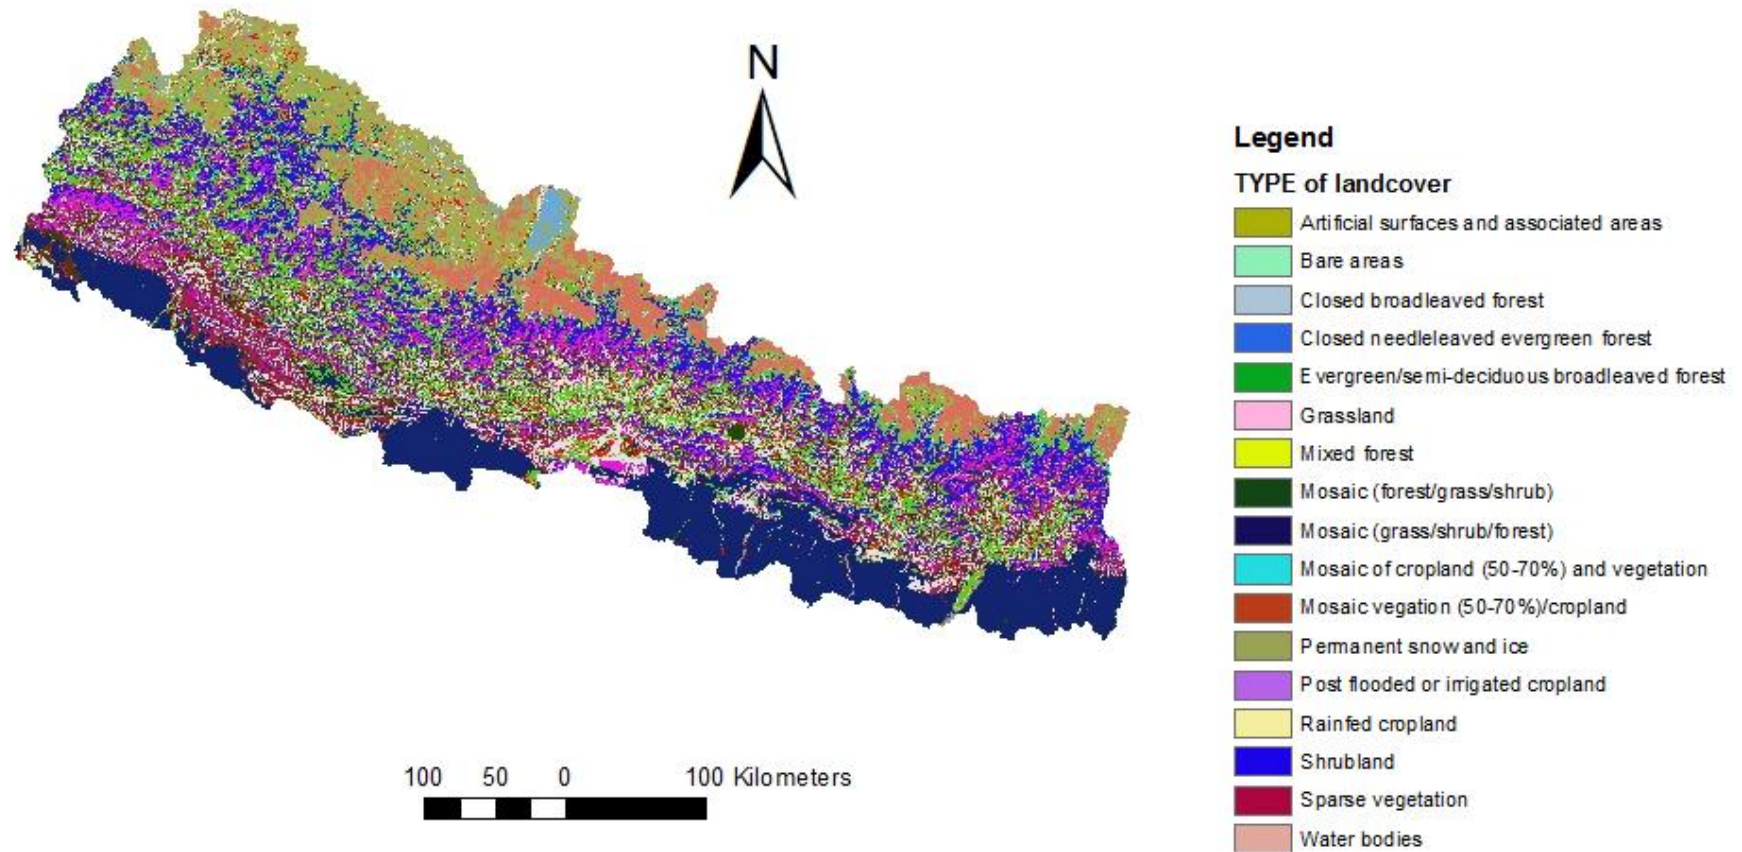 N
Legend
TYPE of landcover
Artificial surfaces and associated areas
Bare areas
Closed broadleaved forest
Closed needleleaved evergreen forest
Evergreen/semi-deciduous broadleaved forest
Grassland
Mixed forest
Mosaic (forest/grass/shrub)
Mosaic (grass/shrub/forest)
Mosaic of cropland (50-70%) and vegetation
Mosaic vegation (50-70%)/cropland
Permanent snow and ice
Post flooded or irrigated cropland
Rainfed cropland
Shrubland
Sparse vegetation
Water bodies
100 50 0 100 Kilometers